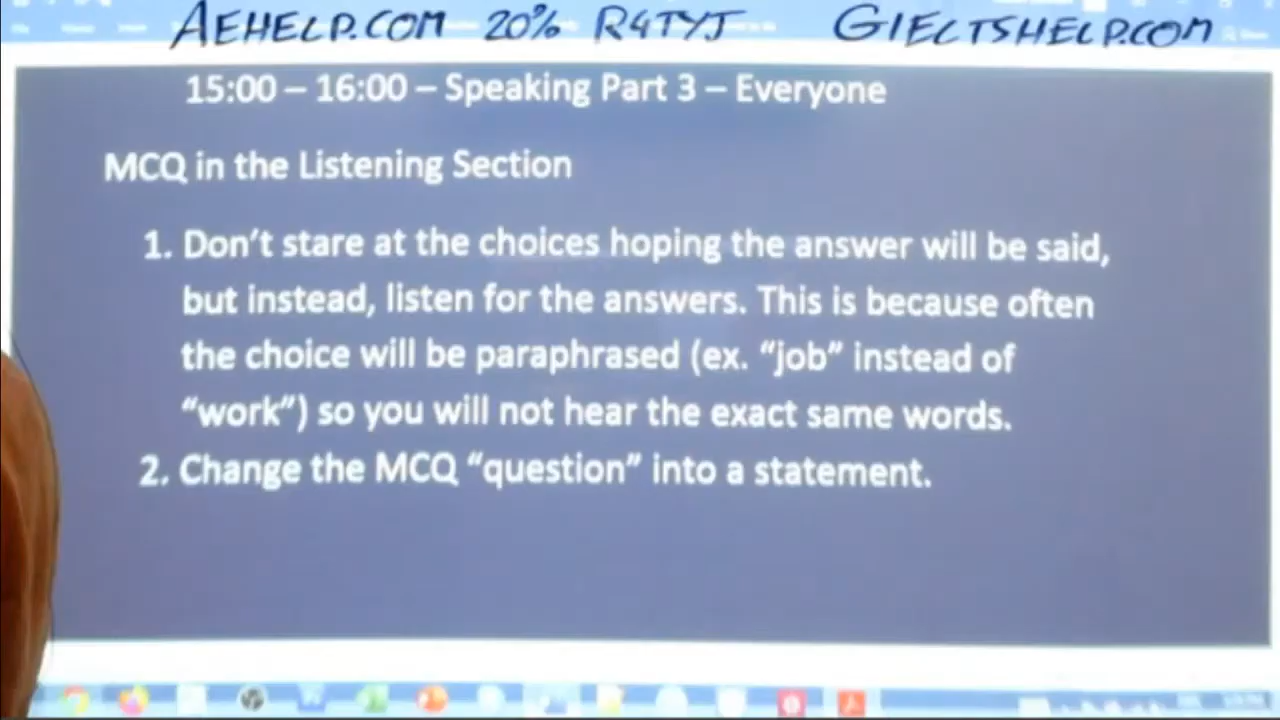 AEHELP.COM 20% R4TYJ GIELTSHELP.COM
15:00 – 16:00 – Speaking Part 3 – Everyone
MCQ in the Listening Section
1. Don't stare at the choices hoping the answer will be said,
but instead, listen for the answers. This is because often
the choice will be paraphrased (ex. “job” instead of
“work”) so you will not hear the exact same words.
2. Change the MCQ “question” into a statement.